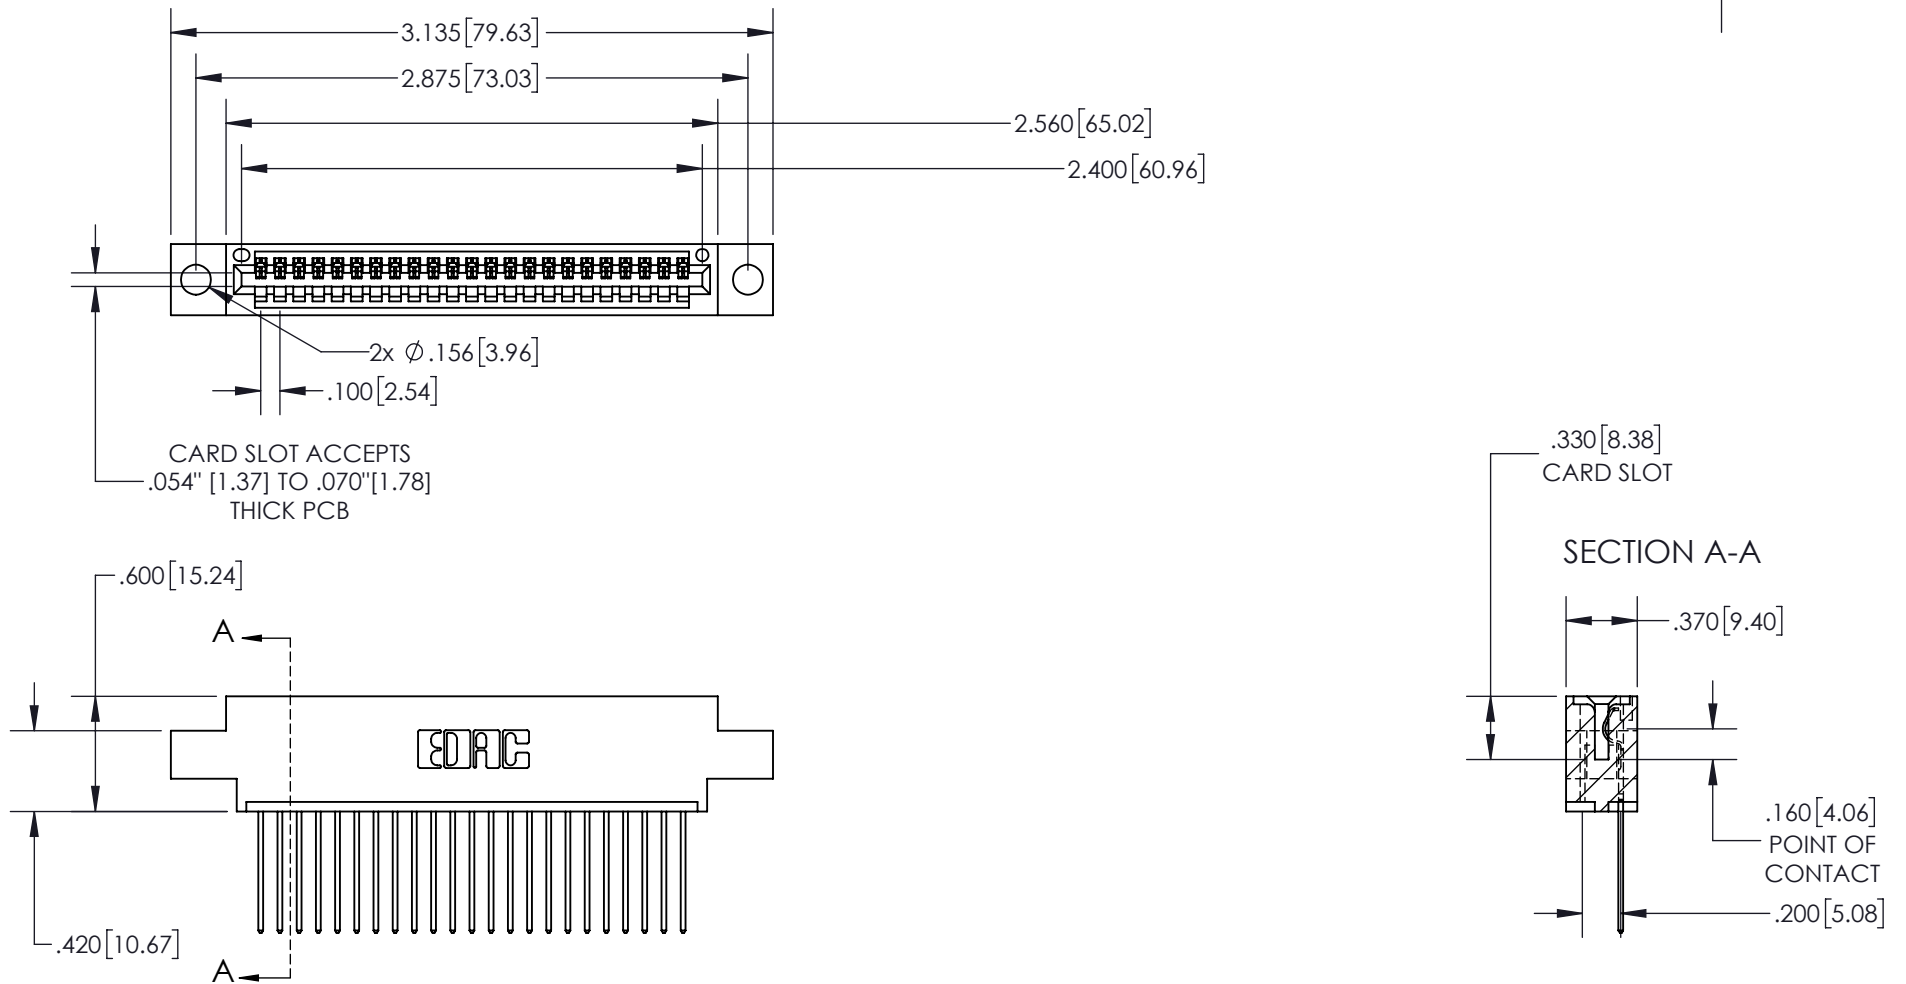 3.135[79.63]
2.875[73.03]
2.560[65.02]
2.400[60.96]
2x Ø.156[3.96]
.100[2.54]
CARD SLOT ACCEPTS
.054" [1.37] TO .070"[1.78]
THICK PCB
.330[8.38]
CARD SLOT
SECTION A-A
.600[15.24]
A
.370[9.40]
EDAC
.160[4.06]
POINT OF
CONTACT
.200[5.08]
.420[10.67]
A